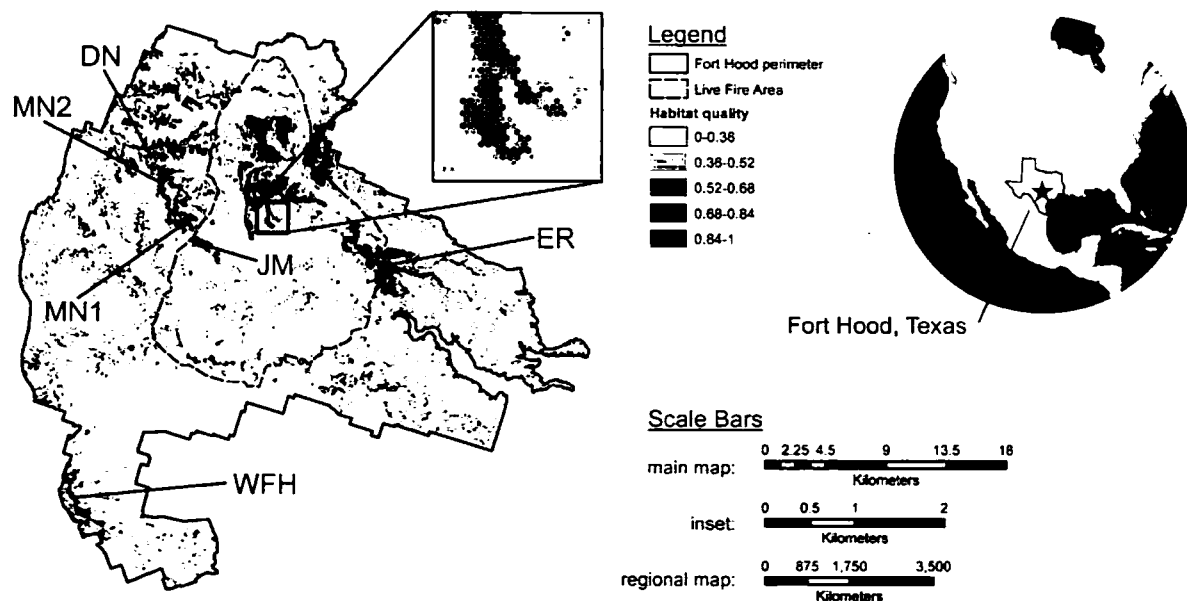 DN
MN2
MN1
JM
ER
WFH
Legend
Fort Hood perimeter
Live Fire Area
Habitat quality
0-0.36
0.36-0.52
0.52-0.68
0.68-0.84
0.84-1
Fort Hood, Texas
Scale Bars
main map: 0 2.25 4.5 9 13.5 18
Kilometers
inset: 0 0.5 1 2
Kilometers
regional map: 0 875 1,750 3,500
Kilometers